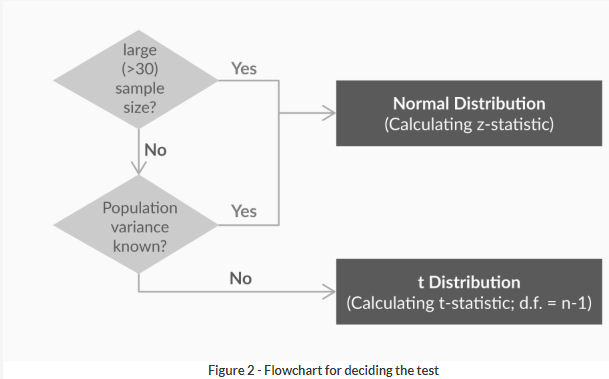 large
(>30)
sample
size?
Yes
Normal Distribution
(Calculating z-statistic)
No
Population
variance
known?
Yes
No
t Distribution
(Calculating t-statistic; d.f. = n-1)
Figure 2 - Flowchart for deciding the test